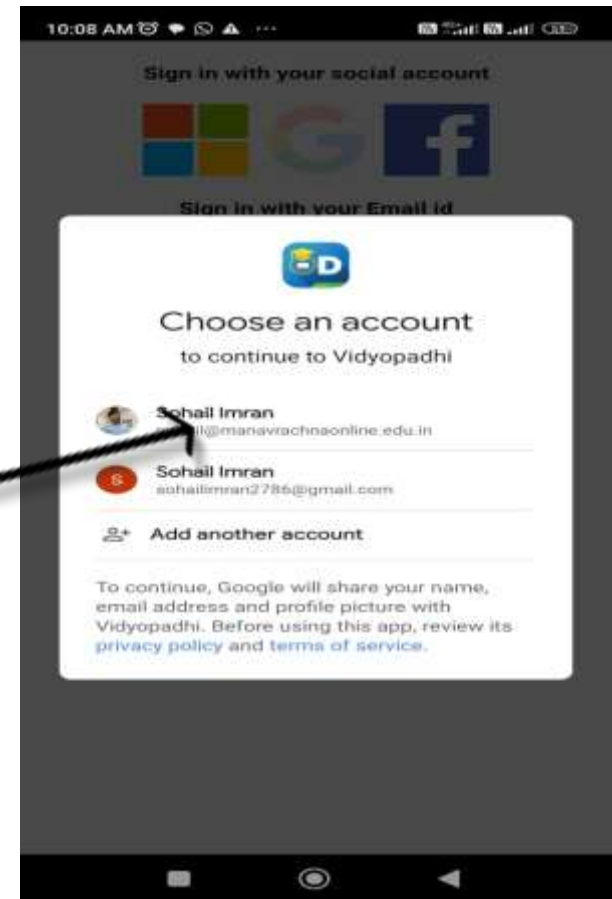 10:08 AM
Sign in with your social account
G
f
Sign in with your Email id
D
Choose an account
to continue to Vidyopadhi
Sohail Imran
@manavrachnaonline.edu.in
S
Sohail Imran
sohailimran2786@gmail.com
Add another account
To continue, Google will share your name,
email address and profile picture with
Vidyopadhi. Before using this app, review its
privacy policy and terms of service.